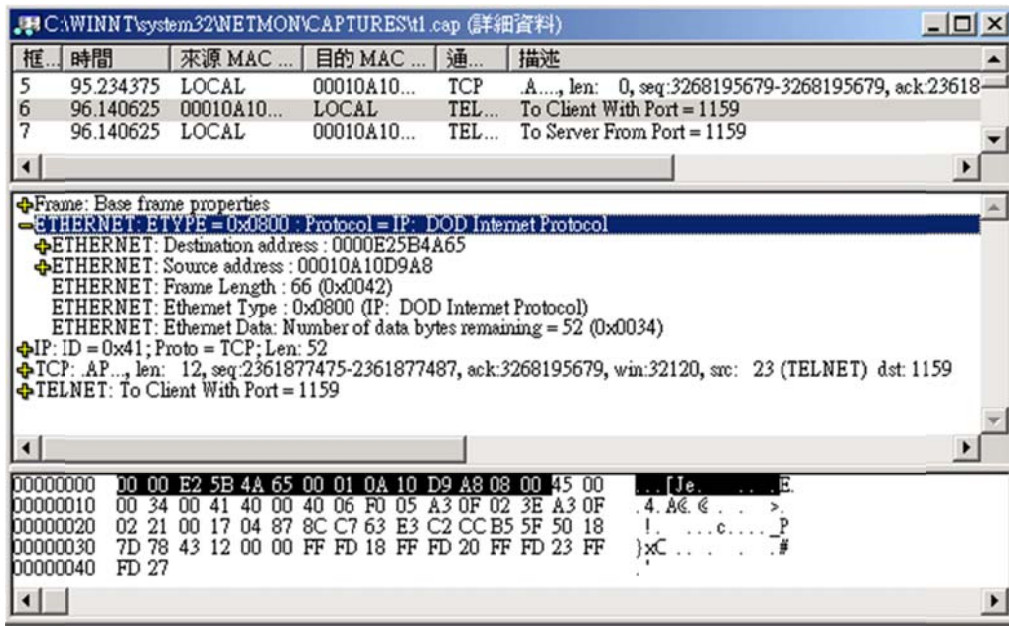 C:\WINNT\system32\NETMON\CAPTURES\t1.cap (詳細資料)
框... 時間 來源 MAC ... 目的 MAC ... 通... 描述
5 95.234375 LOCAL 00010A10... TCP .A...., len: 0, seq:3268195679-3268195679, ack:23618
6 96.140625 00010A10... LOCAL TEL... To Client With Port = 1159
7 96.140625 LOCAL 00010A10... TEL... To Server From Port = 1159
Frame: Base frame properties
ETHERNET: ETYPE = 0x0800 : Protocol = IP: DOD Internet Protocol
ETHERNET: Destination address : 0000E25B4A65
ETHERNET: Source address : 00010A10D9A8
ETHERNET: Frame Length : 66 (0x0042)
ETHERNET: Ethernet Type : 0x0800 (IP: DOD Internet Protocol)
ETHERNET: Ethernet Data: Number of data bytes remaining = 52 (0x0034)
IP: ID = 0x41; Proto = TCP; Len: 52
TCP: .AP..., len: 12, seq:2361877475-2361877487, ack:3268195679, win:32120, src: 23 (TELNET) dst: 1159
TELNET: To Client With Port = 1159
00000000 00 00 E2 5B 4A 65 00 01 0A 10 D9 A8 08 00 45 00 ...[Je. . . . .E.
00000010 00 34 00 41 40 00 40 06 F0 05 A3 0F 02 3E A3 0F .4.A@.@. . . >.
00000020 02 21 00 17 04 87 8C C7 63 E3 C2 CC B5 5F 50 18 !. . . .c. . . ._P
00000030 7D 78 43 12 00 00 FF FD 18 FF FD 20 FF FD 23 FF }xC . . . . . .#
00000040 FD 27 .'